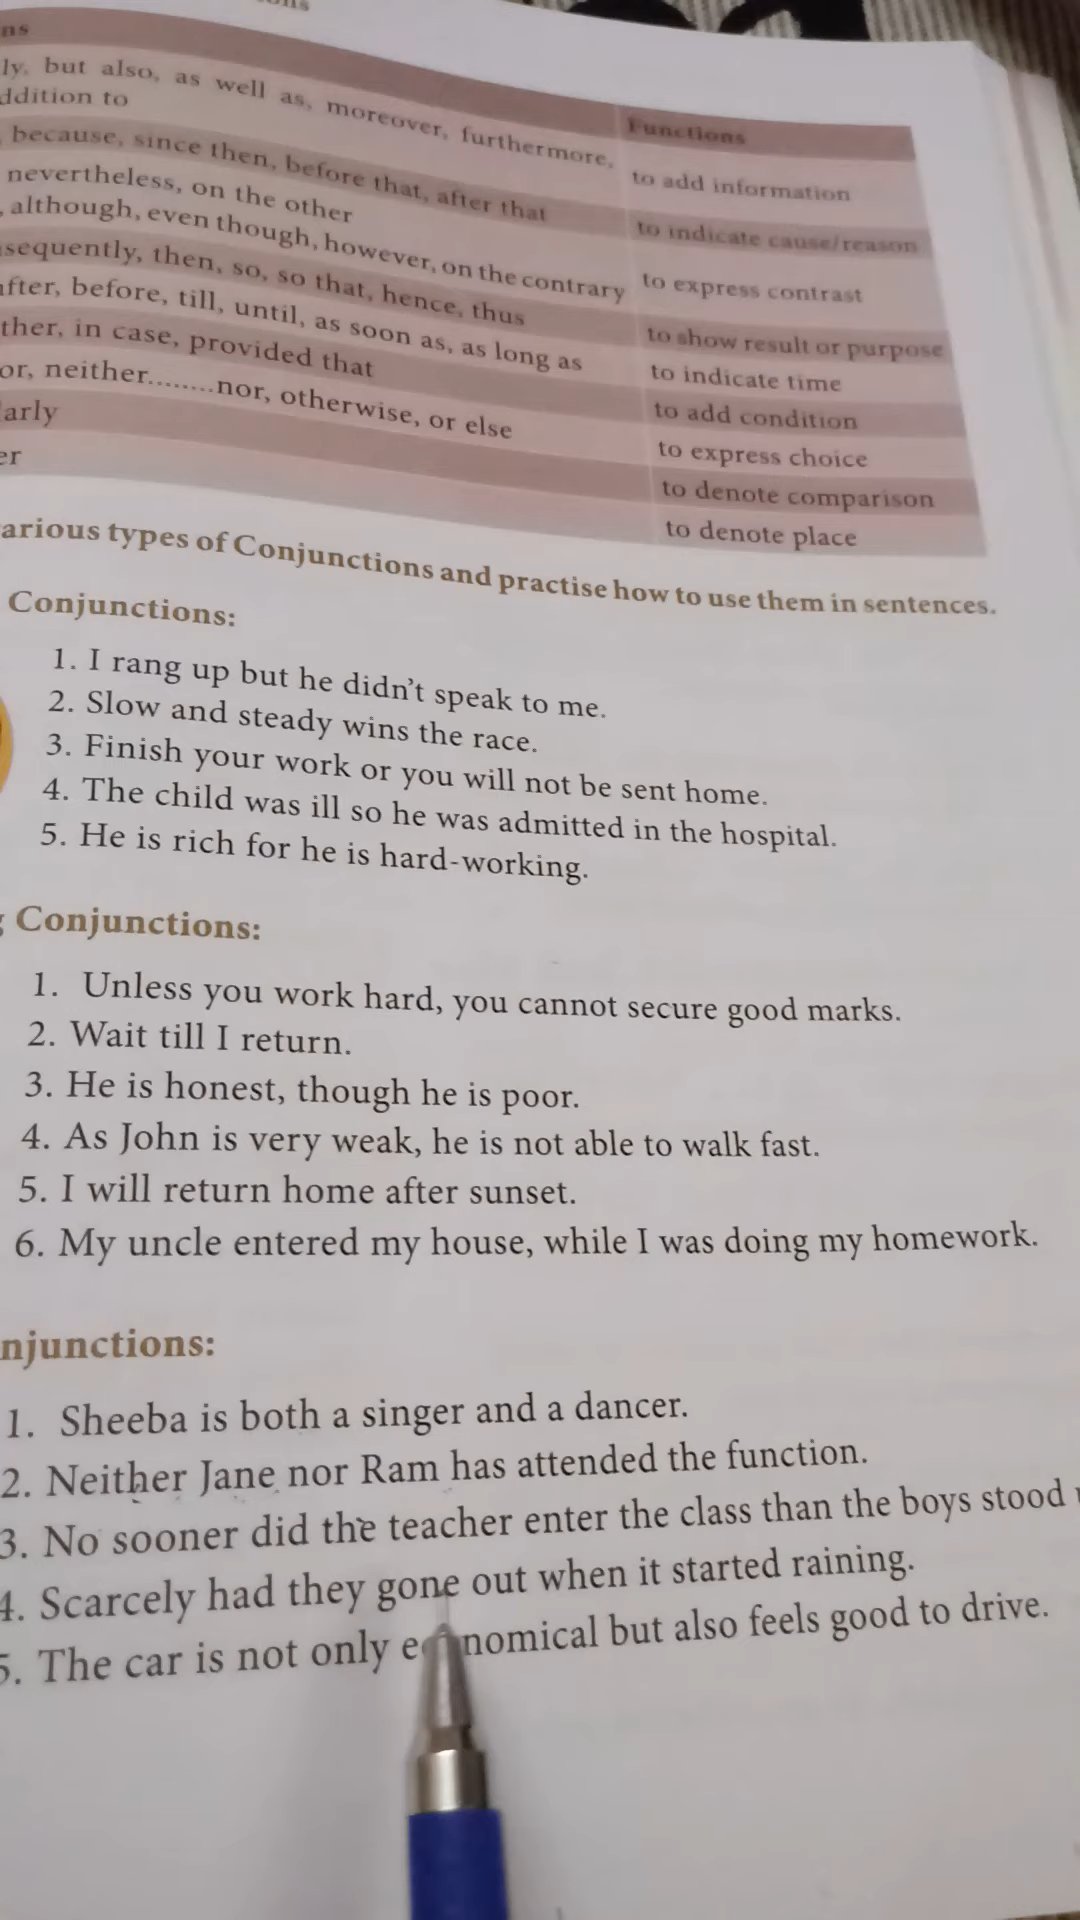 Functions
ly, but also, as well as, moreover, furthermore,
ddition to
to add information
because, since then, before that, after that
to indicate cause/reason
nevertheless, on the other
, although, even though, however, on the contrary
to express contrast
sequently, then, so, so that, hence, thus
to show result or purpose
fter, before, till, until, as soon as, as long as
to indicate time
ther, in case, provided that
to add condition
or, neither........nor, otherwise, or else
to express choice
arly
to denote comparison
er
to denote place
arious types of Conjunctions and practise how to use them in sentences.
Conjunctions:
1. I rang up but he didn't speak to me.
2. Slow and steady wins the race.
3. Finish your work or you will not be sent home.
4. The child was ill so he was admitted in the hospital.
5. He is rich for he is hard-working.
g Conjunctions:
1. Unless you work hard, you cannot secure good marks.
2. Wait till I return.
3. He is honest, though he is poor.
4. As John is very weak, he is not able to walk fast.
5. I will return home after sunset.
6. My uncle entered my house, while I was doing my homework.
njunctions:
1. Sheeba is both a singer and a dancer.
2. Neither Jane nor Ram has attended the function.
3. No sooner did the teacher enter the class than the boys stood
4. Scarcely had they gone out when it started raining.
5. The car is not only economical but also feels good to drive.